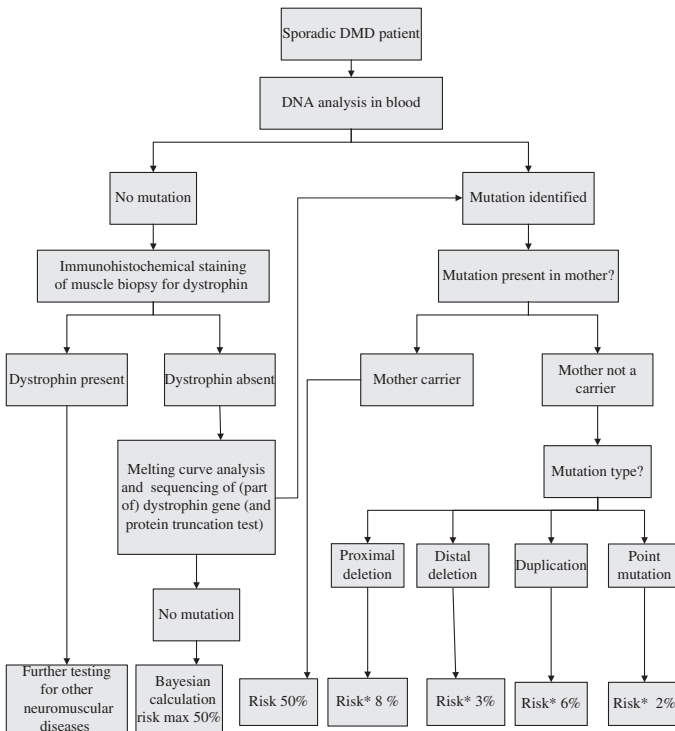 Sporadic DMD
patient
DNA analysis in blood
No mutation
Mutation identified
Immunohistochemical staining
of muscle biopsy for dystrophin
Mutation present in mother?
Dystrophin present
Dystrophin absent
Mother carrier
Mother not a
carrier
Melting curve analysis
and sequencing of (part
of) dystrophin gene (and
protein truncation test)
Mutation type?
Proximal
deletion
Distal
deletion
Duplication
Point
mutation
No mutation
Further testing
for other
neuromuscular
diseases
Bayesian
calculation
risk max 50%
Risk 50%
Risk* 8 %
Risk* 3%
Risk* 6%
Risk* 2%